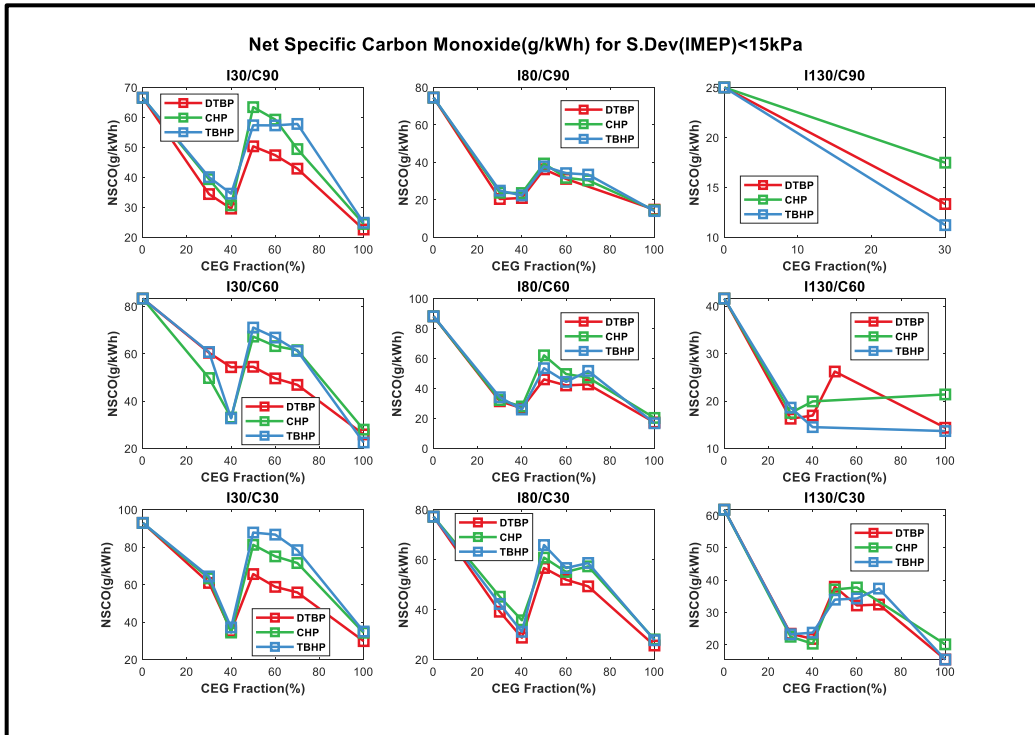 Net Specific Carbon Monoxide(g/kWh) for S.Dev(IMEP)<15kPa
I30/C90
NSCO(g/kWh)
70
60
50
40
30
20
0 20 40 60 80 100
CEG Fraction(%)
DTBP
CHP
TBHP
I80/C90
NSCO(g/kWh)
80
60
40
20
0
0 20 40 60 80 100
CEG Fraction(%)
DTBP
CHP
TBHP
I130/C90
NSCO(g/kWh)
25
20
15
10
0 10 20 30
CEG Fraction(%)
DTBP
CHP
TBHP
I30/C60
NSCO(g/kWh)
80
60
40
20
0 20 40 60 80 100
CEG Fraction(%)
DTBP
CHP
TBHP
I80/C60
NSCO(g/kWh)
100
80
60
40
20
0
0 20 40 60 80 100
CEG Fraction(%)
DTBP
CHP
TBHP
I130/C60
NSCO(g/kWh)
40
30
20
10
0 20 40 60 80 100
CEG Fraction(%)
DTBP
CHP
TBHP
I30/C30
NSCO(g/kWh)
100
80
60
40
20
0 20 40 60 80 100
CEG Fraction(%)
DTBP
CHP
TBHP
I80/C30
NSCO(g/kWh)
80
60
40
20
0 20 40 60 80 100
CEG Fraction(%)
DTBP
CHP
TBHP
I130/C30
NSCO(g/kWh)
60
50
40
30
20
0 20 40 60 80 100
CEG Fraction(%)
DTBP
CHP
TBHP